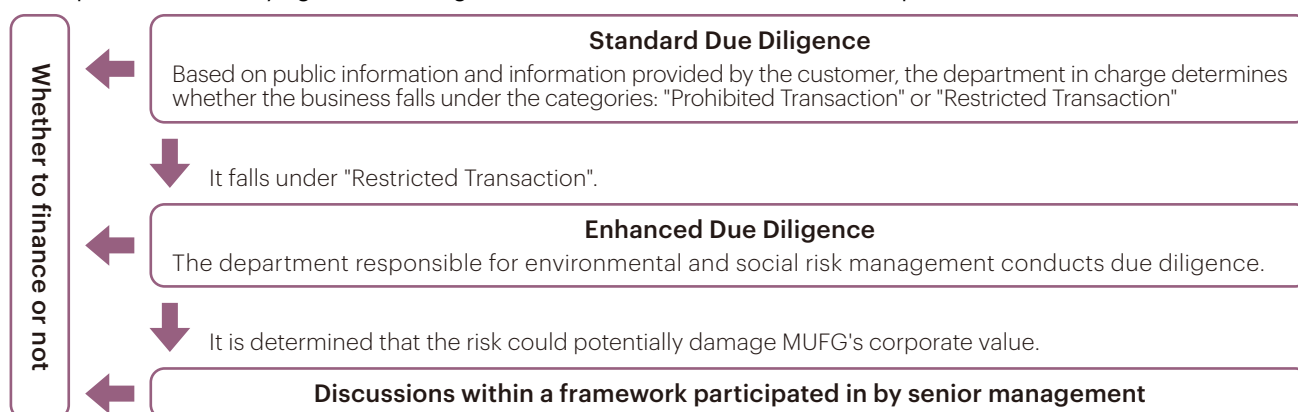 Whether to finance or not
Standard Due Diligence
Based on public information and information provided by the customer, the department in charge determines
whether the business falls under the categories: "Prohibited Transaction" or "Restricted Transaction"
It falls under "Restricted Transaction".
Enhanced Due Diligence
The department responsible for environmental and social risk management conducts due diligence.
It is determined that the risk could potentially damage MUFG's corporate value.
Discussions within a framework participated in by senior management